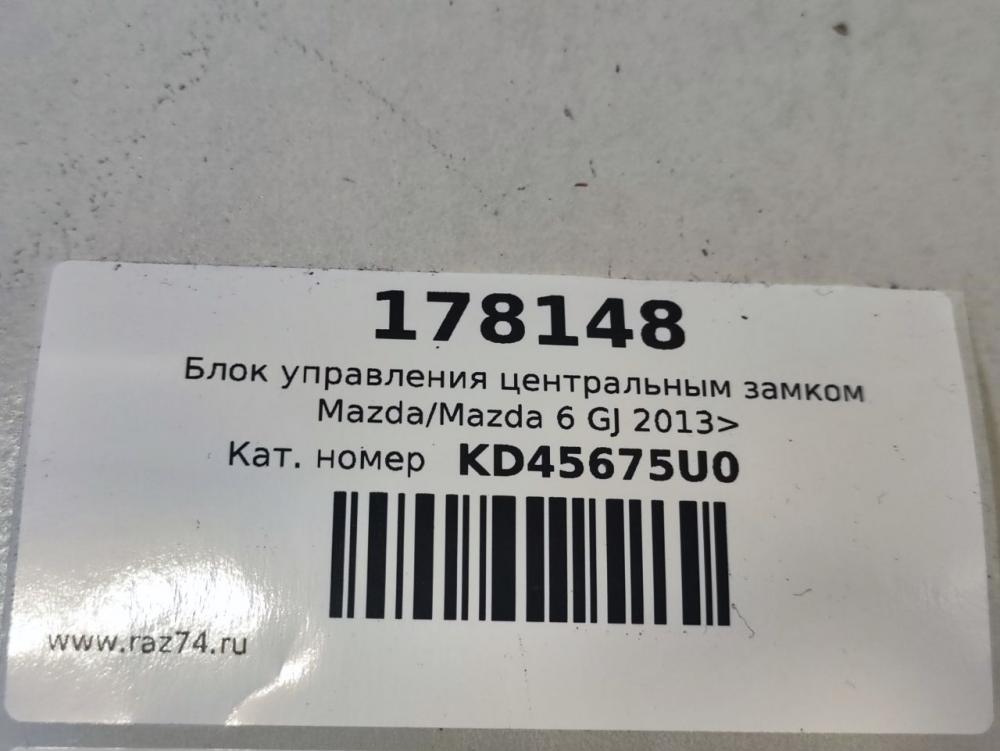 178148
Блок управления центральным замком
Mazda/Mazda 6 GJ 2013>
Кат. номер KD45675U0
www.raz74.ru